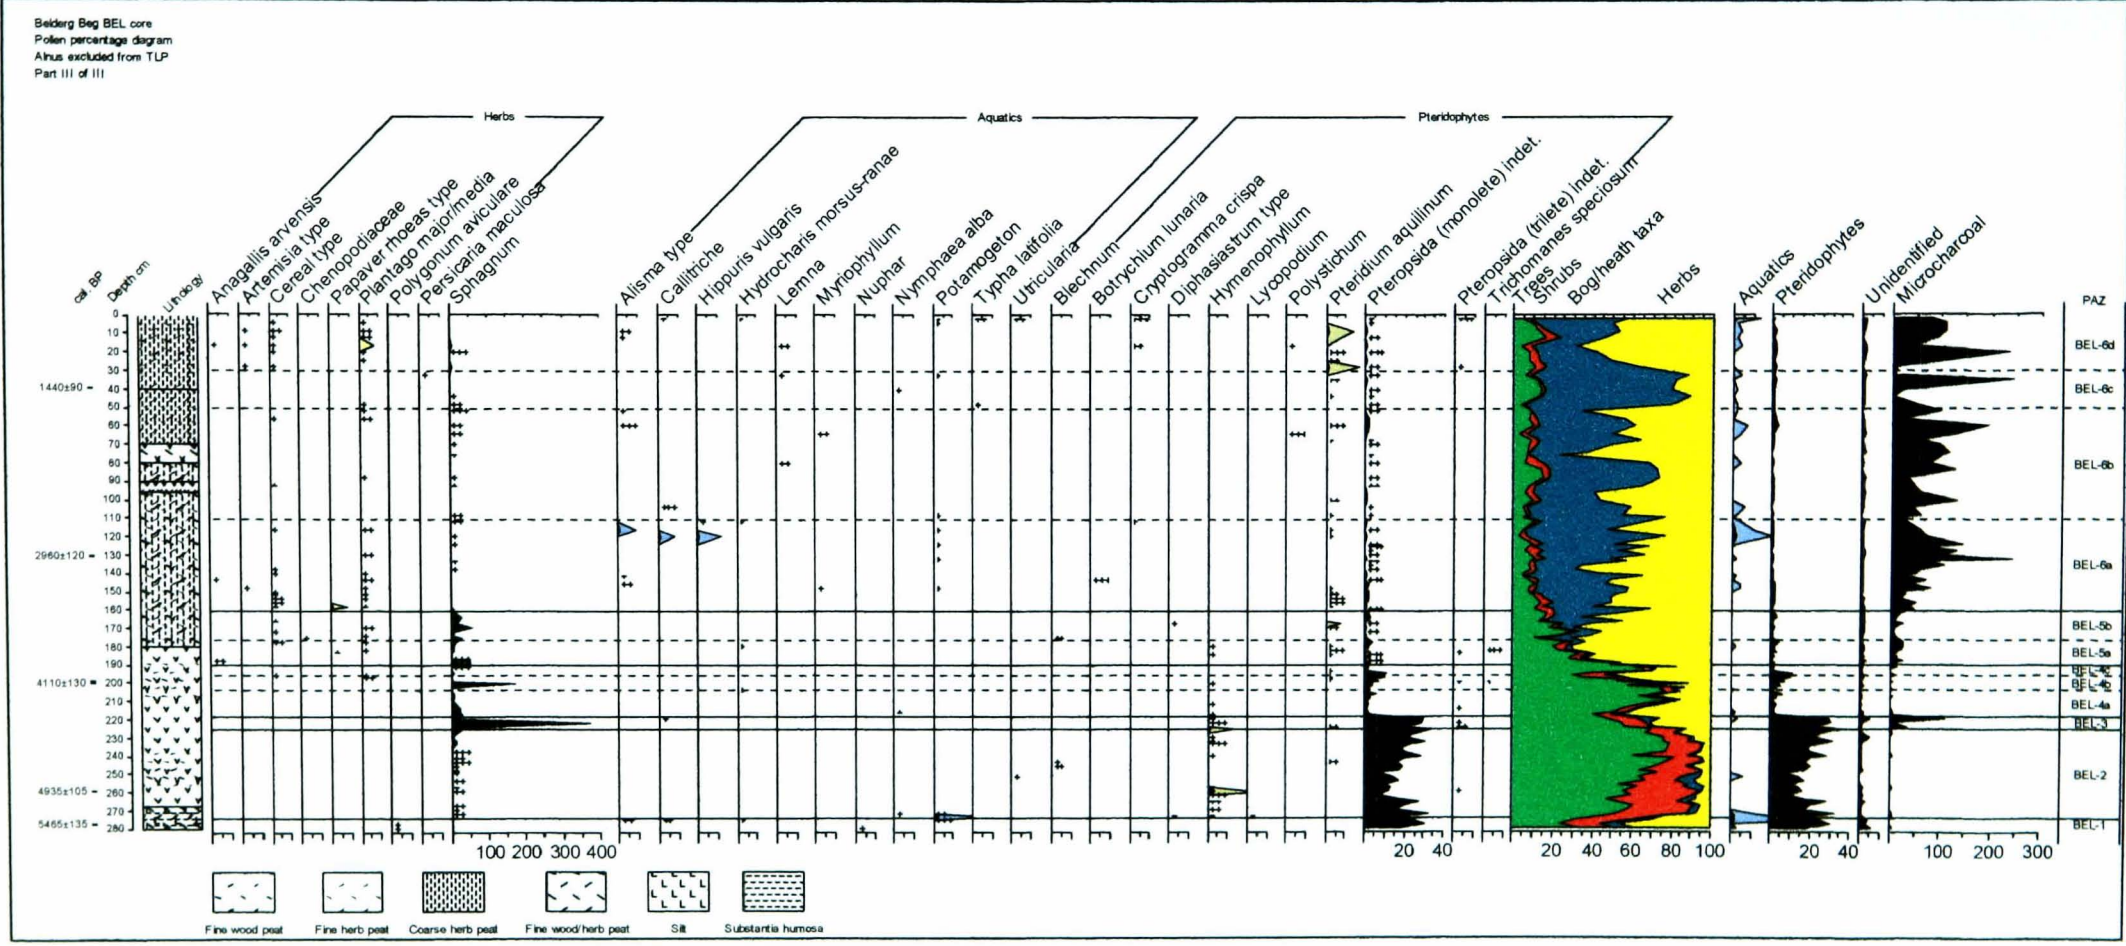 Belderg Beg BEL core
Pollen percentage diagram
Alnus excluded from TLP
Part III of III
Herbs
Aquatics
Pteridophytes
cal. BP
Depth cm
Lithology
Anagallis arvensis
Artemisia type
Cereal type
Chenopodiaceae
Papaver rhoeas type
Plantago major/media
Polygonum aviculare
Persicaria maculosa
Sphagnum
Alisma type
Callitriche
Hippuris vulgaris
Hydrocharis morsus-ranae
Lemna
Myriophyllum
Nuphar
Nymphaea alba
Potamogeton
Typha latifolia
Utricularia
Blechnum
Botrychium lunaria
Cryptogramma crispa
Diphasiastrum type
Hymenophyllum
Lycopodium
Polystichum
Pteridium aquilinum
Pteropsida (monolete) indet.
Pteropsida (trilete) indet.
Trichomanes speciosum
Trees
Shrubs
Bog/heath taxa
Herbs
Aquatics
Pteridophytes
Unidentified
Microcharcoal
PAZ
0
10
20
30
40
50
60
70
80
90
100
110
120
130
140
150
160
170
180
190
200
210
220
230
240
250
260
270
280
1440±90
2960±120
4110±130
4935±105
5465±135
BEL-6d
BEL-6c
BEL-6b
BEL-6a
BEL-5b
BEL-5a
BEL-4c
BEL-4b
BEL-4a
BEL-3
BEL-2
BEL-1
100 200 300 400
20 40
20 40 60 80 100
20 40
100 200 300
Fine wood peat
Fine herb peat
Coarse herb peat
Fine wood/herb peat
Silt
Substantia humosa